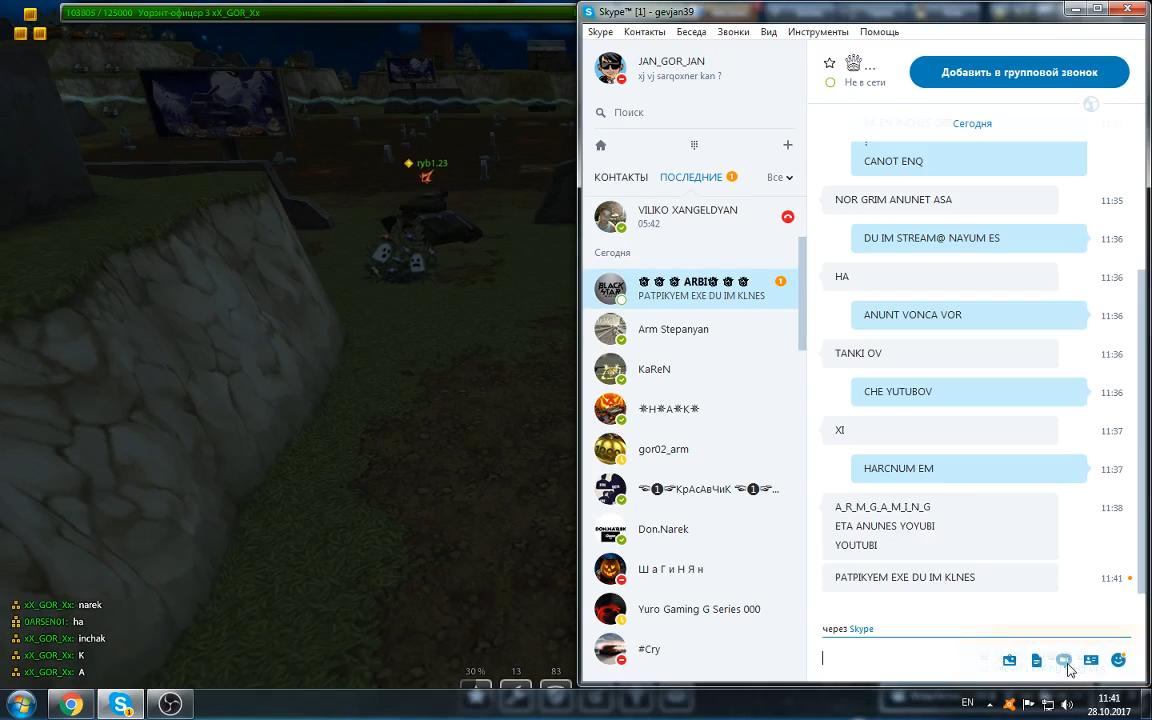 103805 / 125000 Уорэнт-офицер 3 xX_GOR_Xx
ryb1.23
xX_GOR_Xx: narek
0ARSEN01: ha
xX_GOR_Xx: inchak
xX_GOR_Xx: K
xX_GOR_Xx: A
30 %
13
83
Skype™ [1] - gevjan39
Skype Контакты Беседа Звонки Вид Инструменты Помощь
JAN_GOR_JAN
xj vj sarqoxner kan ?
Поиск
КОНТАКТЫ ПОСЛЕДНИЕ 1 Все
VILIKO XANGELDYAN
05:42
Сегодня
ARBI
1
PATPIKYEM EXE DU IM KLNES
Arm Stepanyan
KaReN
✵H✵A✵K✵
gor02_arm
1 КрАсАвЧиК 1 ...
Don.Narek
Ш а Г и Н Я н
Yuro Gaming G Series 000
#Cry
...
Не в сети
Добавить в групповой звонок
Сегодня
:
CANOT ENQ
NOR GRIM ANUNET ASA
11:35
DU IM STREAM@ NAYUM ES
11:36
HA
11:36
ANUNT VONCA VOR
11:36
TANKI OV
11:36
CHE YUTUBOV
11:36
XI
11:37
HARCNUM EM
11:37
A_R_M_G_A_M_I_N_G
11:38
ETA ANUNES YOYUBI
YOUTUBI
PATPIKYEM EXE DU IM KLNES
11:41
через Skype
EN
11:41
28.10.2017